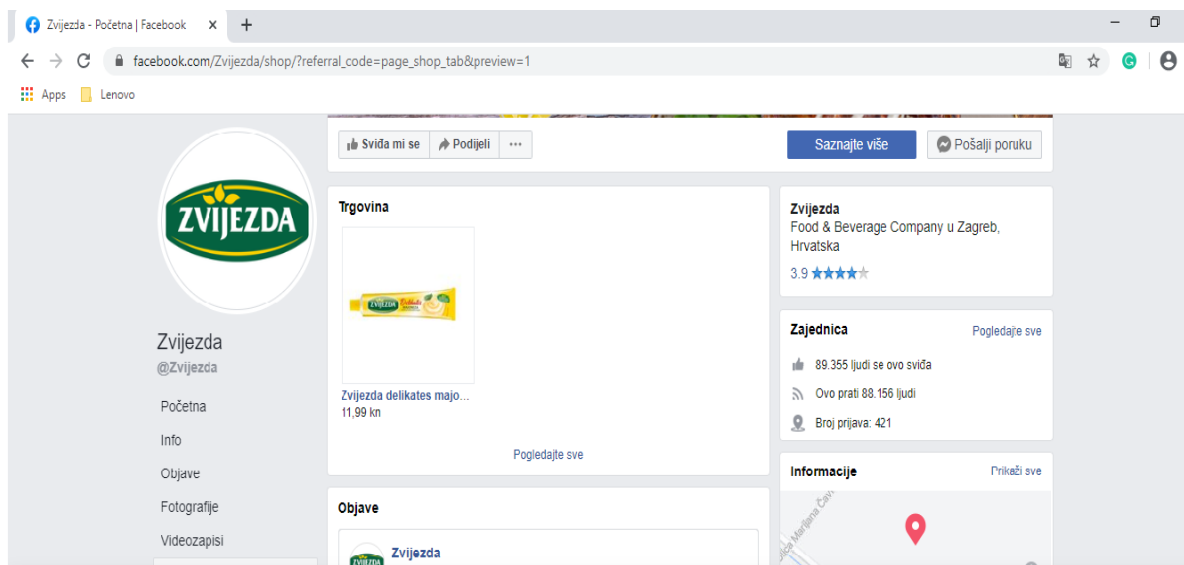 Zvijezda - Početna | Facebook
facebook.com/Zvijezda/shop/?referral_code=page_shop_tab&preview=1
Apps
Lenovo
Sviđa mi se
Podijeli
Saznajte više
Pošalji poruku
ZVIJEZDA
Zvijezda
@Zvijezda
Početna
Info
Objave
Fotografije
Videozapisi
Trgovina
ZVIJEZDA
Zvijezda delikates majo...
11,99 kn
Pogledajte sve
Objave
ZVIJEZDA
Zvijezda
Zvijezda
Food & Beverage Company u Zagreb,
Hrvatska
3.9
Zajednica
Pogledajte sve
89.355 ljudi se ovo sviđa
Ovo prati 88.156 ljudi
Broj prijava: 421
Informacije
Prikaži sve
Marijana